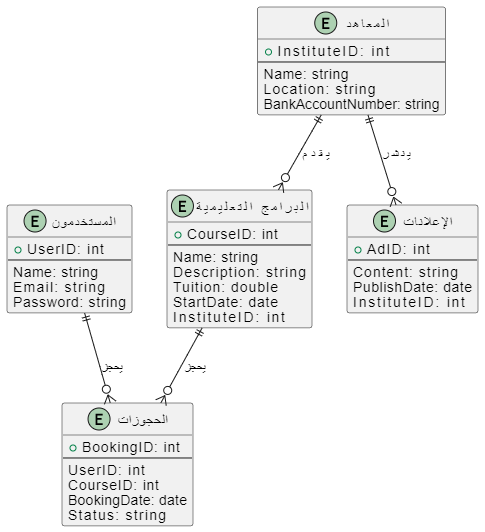 E المعاهد
InstituteID: int
Name: string
Location: string
BankAccountNumber: string
يقدم
ينشر
E المستخدمون
UserID: int
Name: string
Email: string
Password: string
E البرامج التعليمية
CourseID: int
Name: string
Description: string
Tuition: double
StartDate: date
InstituteID: int
E الإعلانات
AdID: int
Content: string
PublishDate: date
InstituteID: int
يحجز
يحجز
E الحجوزات
BookingID: int
UserID: int
CourseID: int
BookingDate: date
Status: string